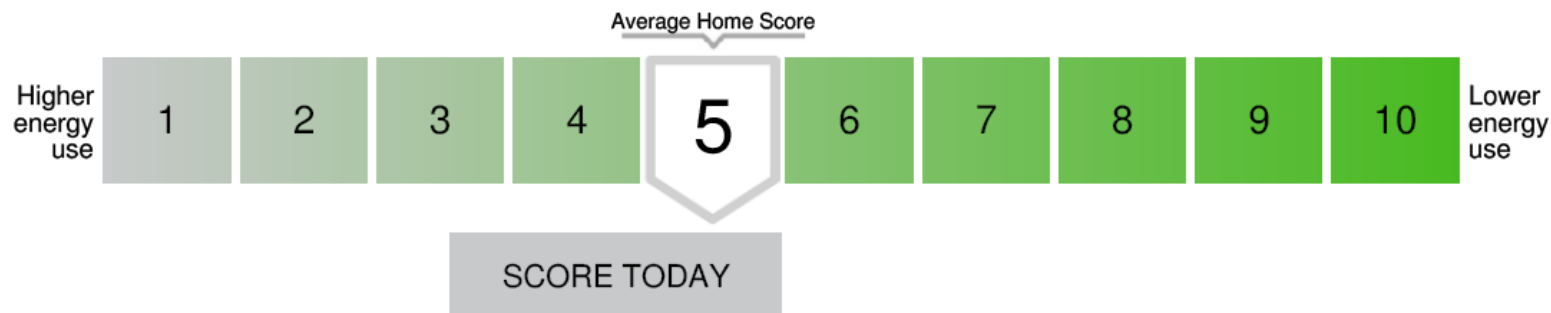 Average Home Score
Higher
energy
use
1 2 3 4 5 6 7 8 9 10
Lower
energy
use
SCORE TODAY